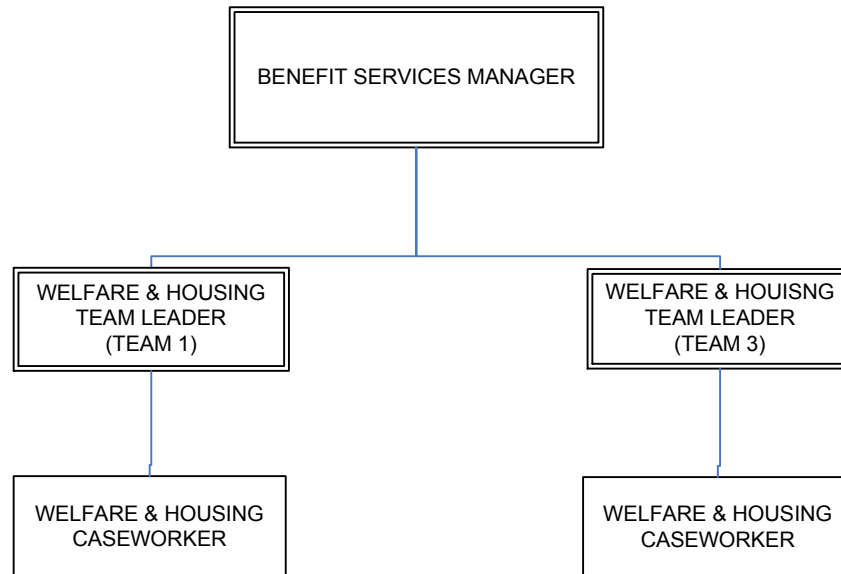 BENEFIT SERVICES MANAGER
WELFARE & HOUSING
TEAM LEADER
(TEAM 1)
WELFARE & HOUISNG
TEAM LEADER
(TEAM 3)
WELFARE & HOUSING
CASEWORKER
WELFARE & HOUSING
CASEWORKER